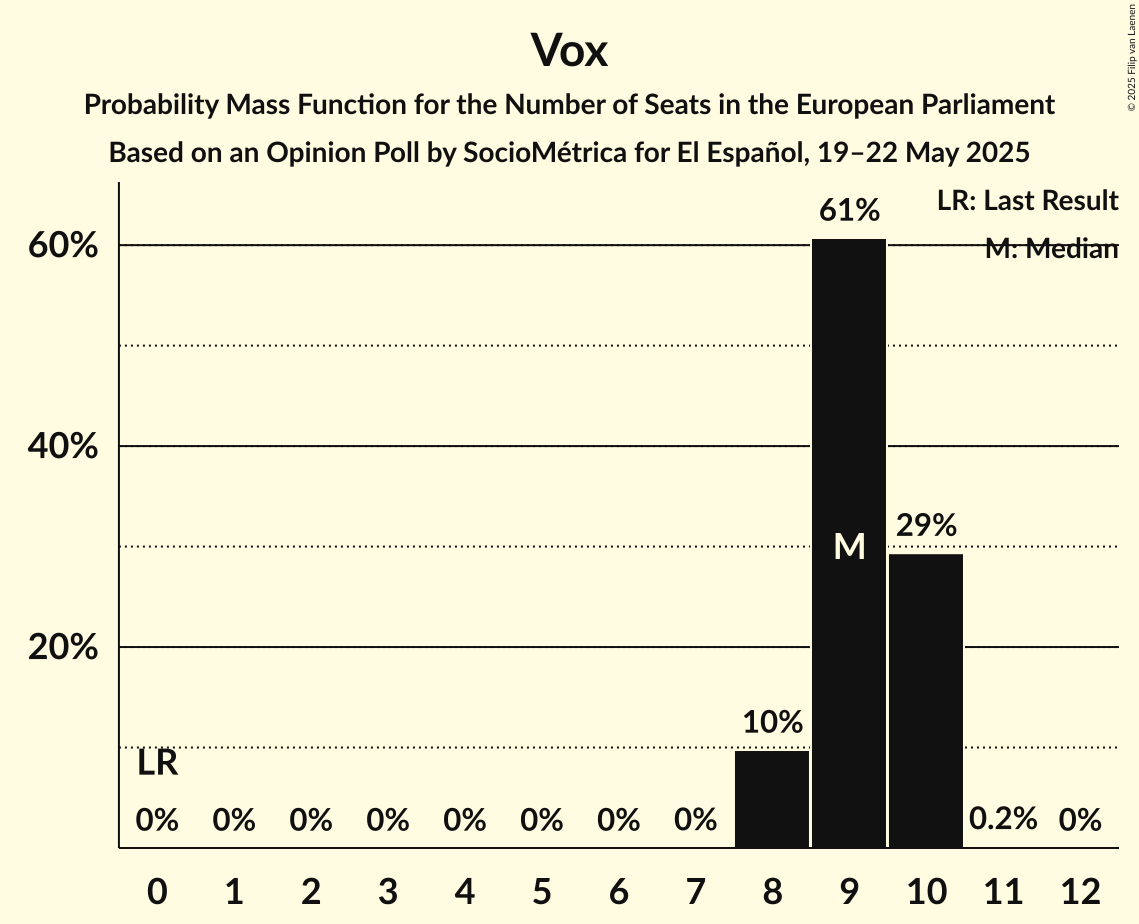 Vox
Probability Mass Function for the Number of Seats in the European Parliament
Based on an Opinion Poll by SocioMétrica for El Español, 19–22 May 2025
© 2025 Filip van Laenen
LR: Last Result
M: Median
60%
40%
20%
61%
29%
10%
M
LR
0% 0% 0% 0% 0% 0% 0% 0% 0.2% 0%
0 1 2 3 4 5 6 7 8 9 10 11 12